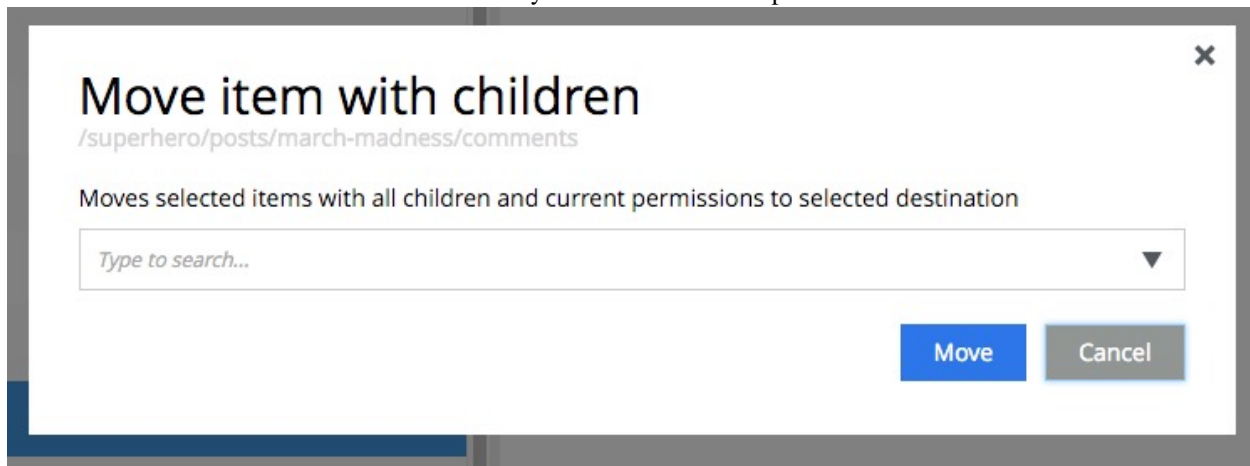 Move item with children
/superhero/posts/march-madness/comments
Moves selected items with all children and current permissions to selected destination
Type to search...
Move
Cancel